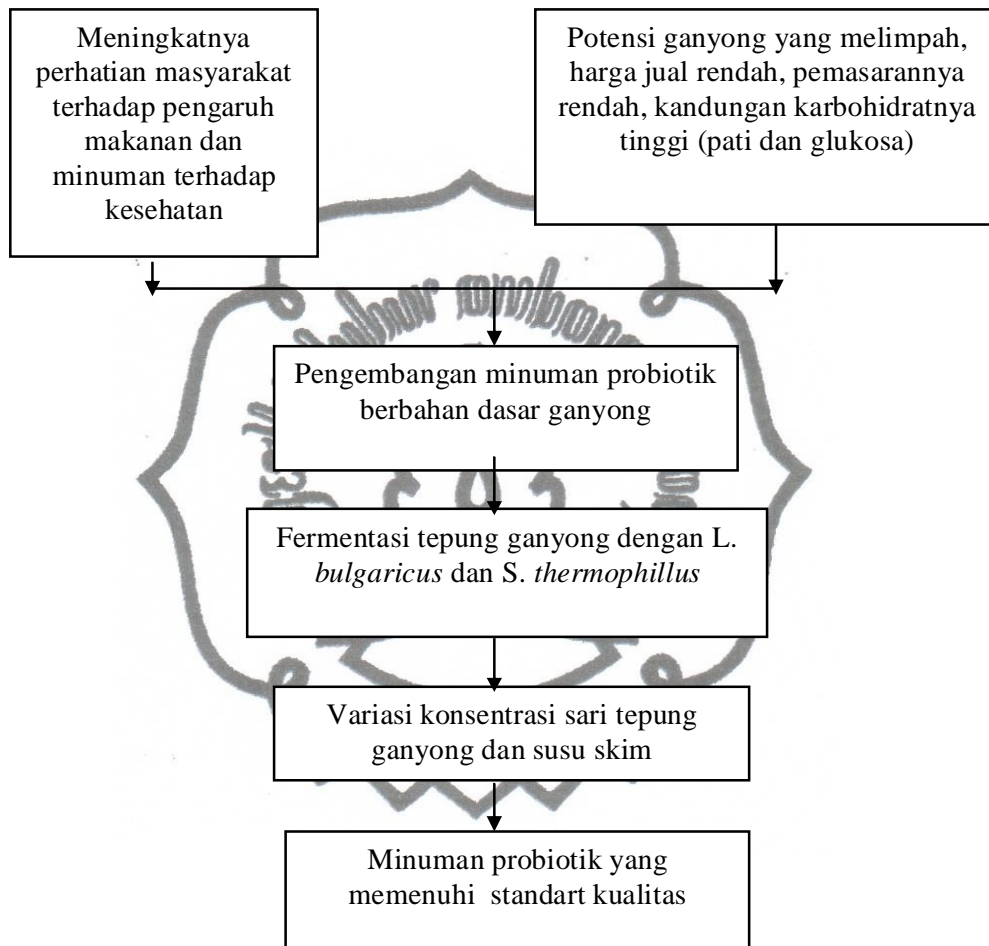 Meningkatnya
perhatian masyarakat
terhadap pengaruh
makanan dan
minuman terhadap
kesehatan
Potensi ganyong yang melimpah,
harga jual rendah, pemasarannya
rendah, kandungan karbohidratnya
tinggi (pati dan glukosa)
Pengembangan minuman probiotik
berbahan dasar ganyong
Fermentasi tepung ganyong dengan L.
bulgaricus dan S. thermophillus
Variasi konsentrasi sari tepung
ganyong dan susu skim
Minuman probiotik yang
memenuhi  standart kualitas